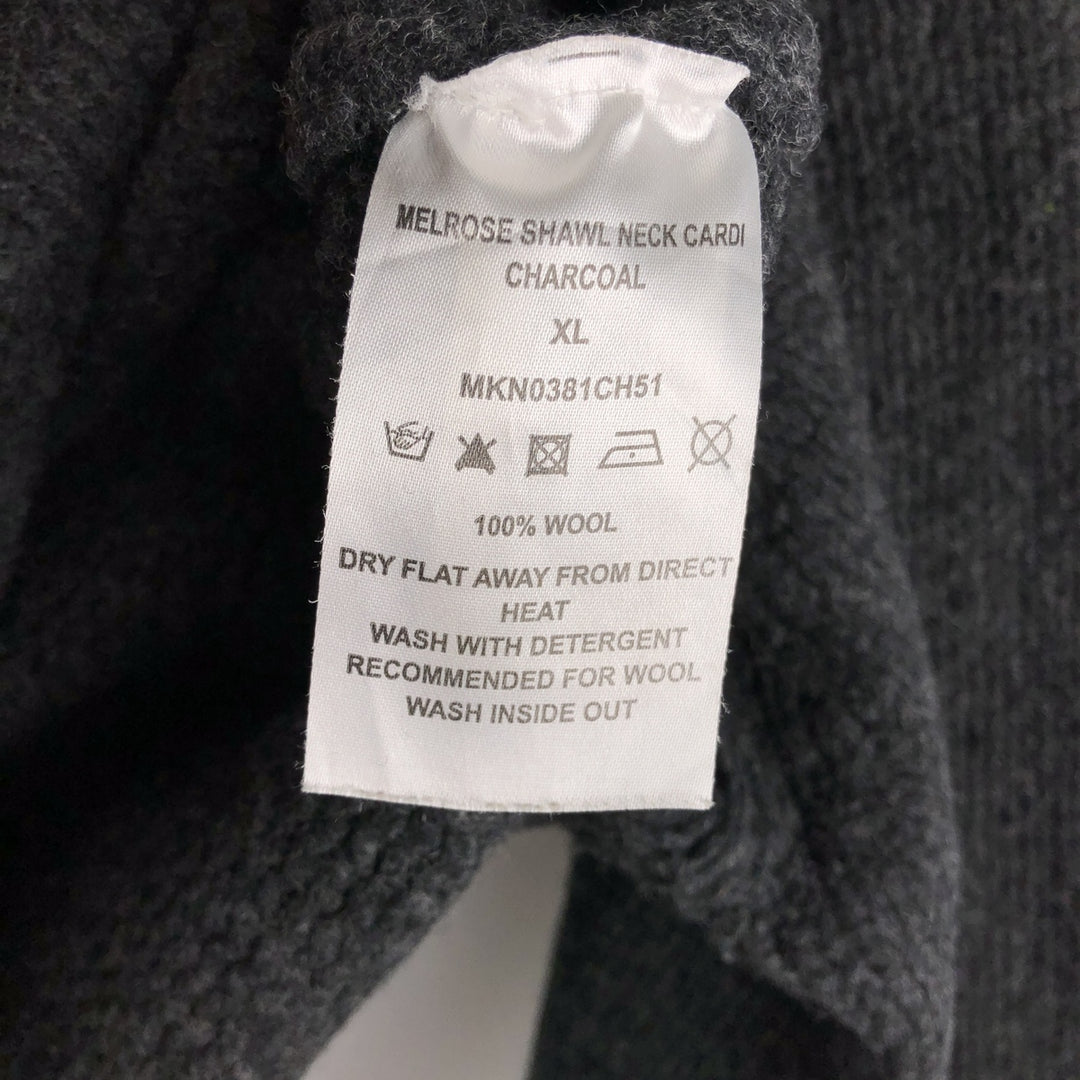 MELROSE SHAWL NECK CARDI
CHARCOAL
XL
MKN0381CH51
100% WOOL
DRY FLAT AWAY FROM DIRECT
HEAT
WASH WITH DETERGENT
RECOMMENDED FOR WOOL
WASH INSIDE OUT